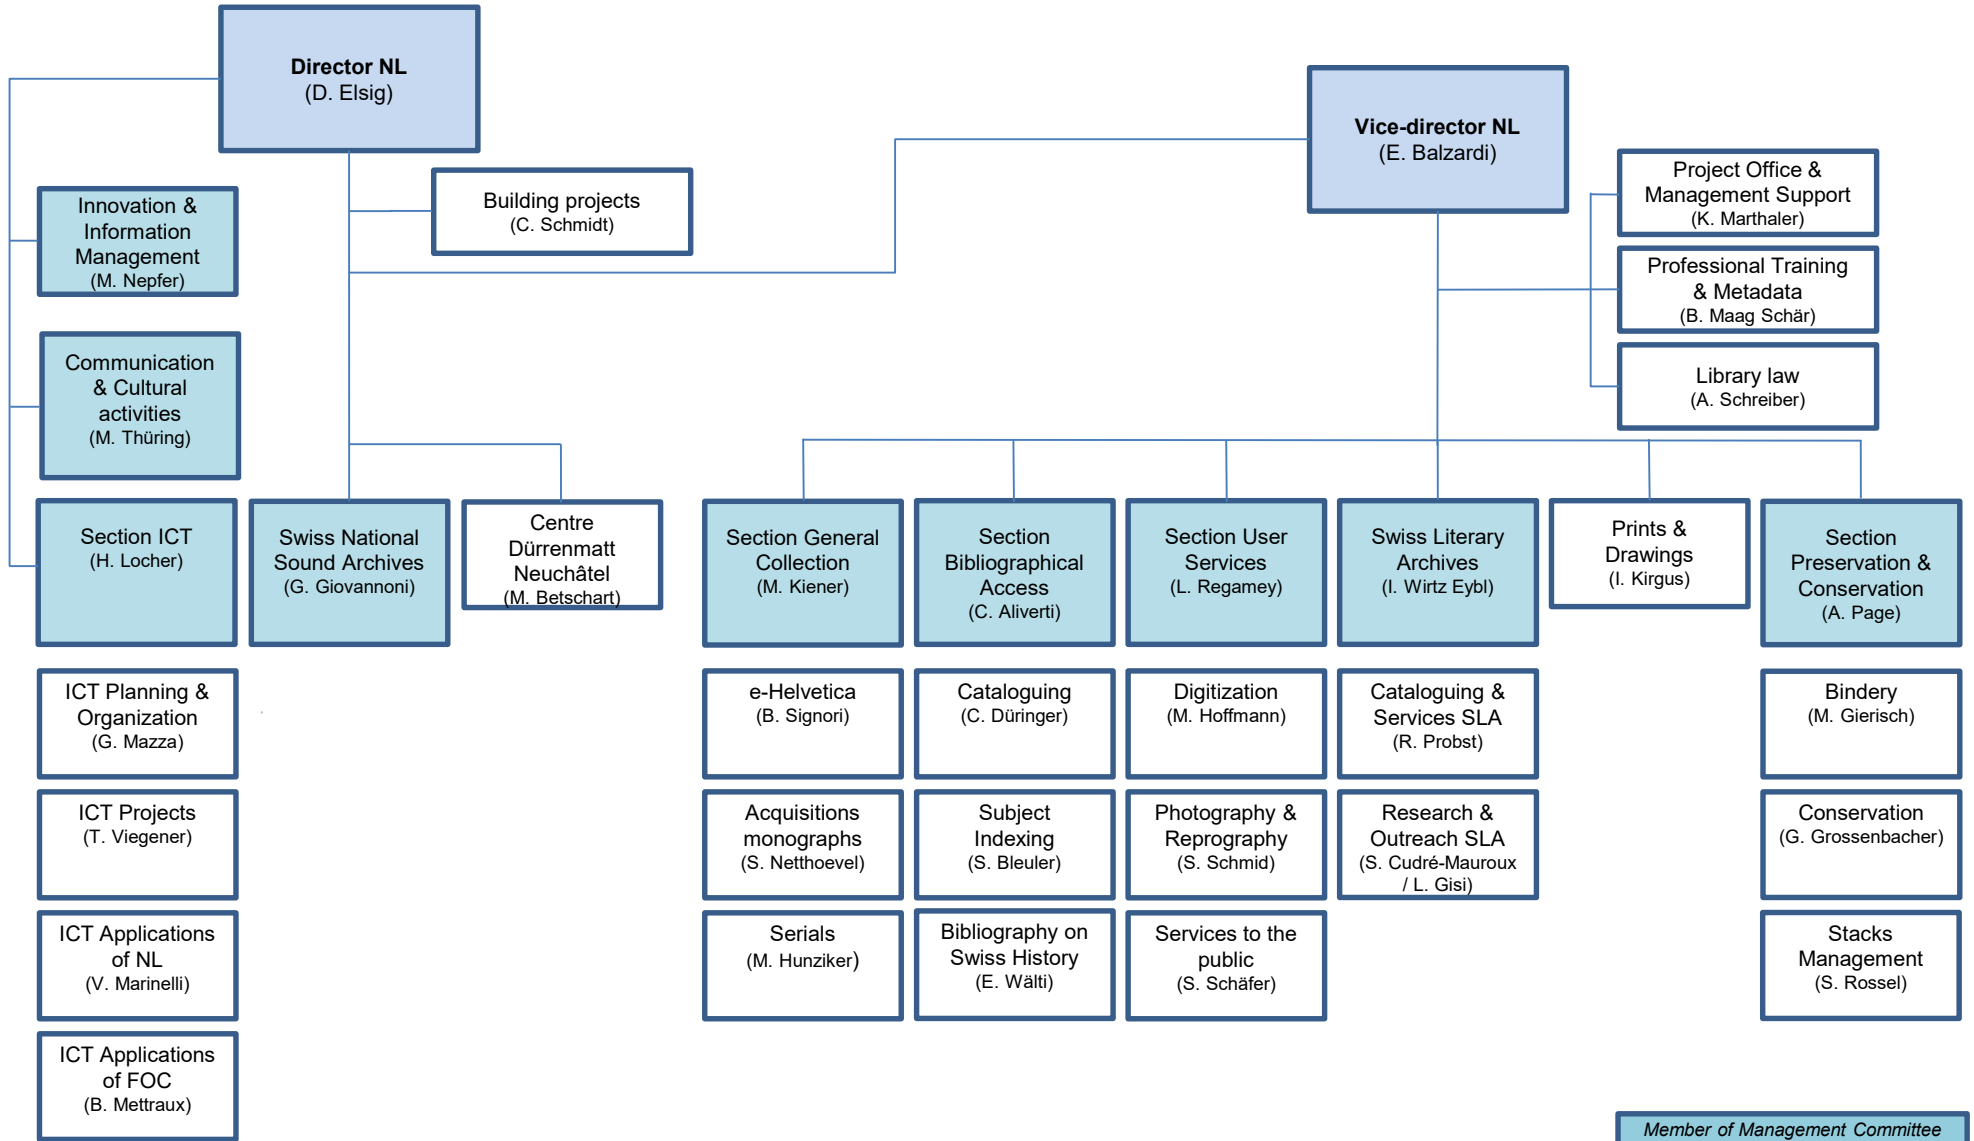 Director NL
(D. Elsig)
Vice-director NL
(E. Balzardi)
Building projects
(C. Schmidt)
Project Office &
Management Support
(K. Marthaler)
Professional Training
& Metadata
(B. Maag Schär)
Library law
(A. Schreiber)
Innovation &
Information
Management
(M. Nepfer)
Communication
& Cultural
activities
(M. Thüring)
Section ICT
(H. Locher)
Swiss National
Sound Archives
(G. Giovannoni)
Centre
Dürrenmatt
Neuchâtel
(M. Betschart)
Section General
Collection
(M. Kiener)
Section
Bibliographical
Access
(C. Aliverti)
Section User
Services
(L. Regamey)
Swiss Literary
Archives
(I. Wirtz Eybl)
Prints &
Drawings
(I. Kirgus)
Section
Preservation &
Conservation
(A. Page)
ICT Planning &
Organization
(G. Mazza)
ICT Projects
(T. Viegener)
ICT Applications
of NL
(V. Marinelli)
ICT Applications
of FOC
(B. Mettraux)
e-Helvetica
(B. Signori)
Acquisitions
monographs
(S. Netthoevel)
Serials
(M. Hunziker)
Cataloguing
(C. Düringer)
Subject
Indexing
(S. Bleuler)
Bibliography on
Swiss History
(E. Wälti)
Digitization
(M. Hoffmann)
Photography &
Reprography
(S. Schmid)
Services to the
public
(S. Schäfer)
Cataloguing &
Services SLA
(R. Probst)
Research &
Outreach SLA
(S. Cudré-Mauroux
/ L. Gisi)
Bindery
(M. Gierisch)
Conservation
(G. Grossenbacher)
Stacks
Management
(S. Rossel)
Member of Management Committee